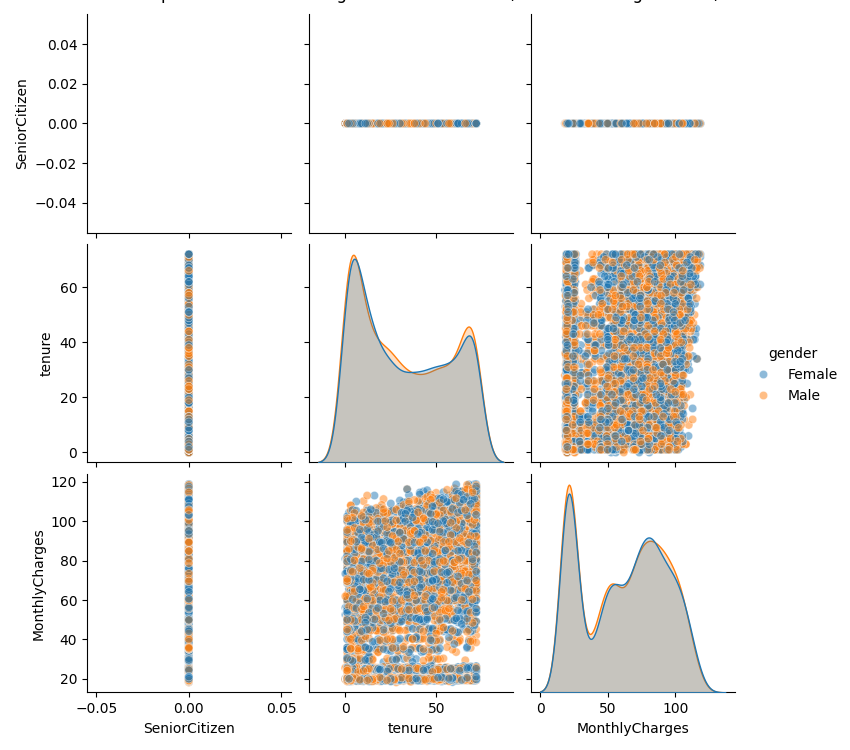 SeniorCitizen
0.04
0.02
0.00
−0.02
−0.04
tenure
60
40
20
0
gender
Female
Male
MonthlyCharges
120
100
80
60
40
20
−0.05 0.00 0.05 0 50 0 50 100
SeniorCitizen tenure MonthlyCharges